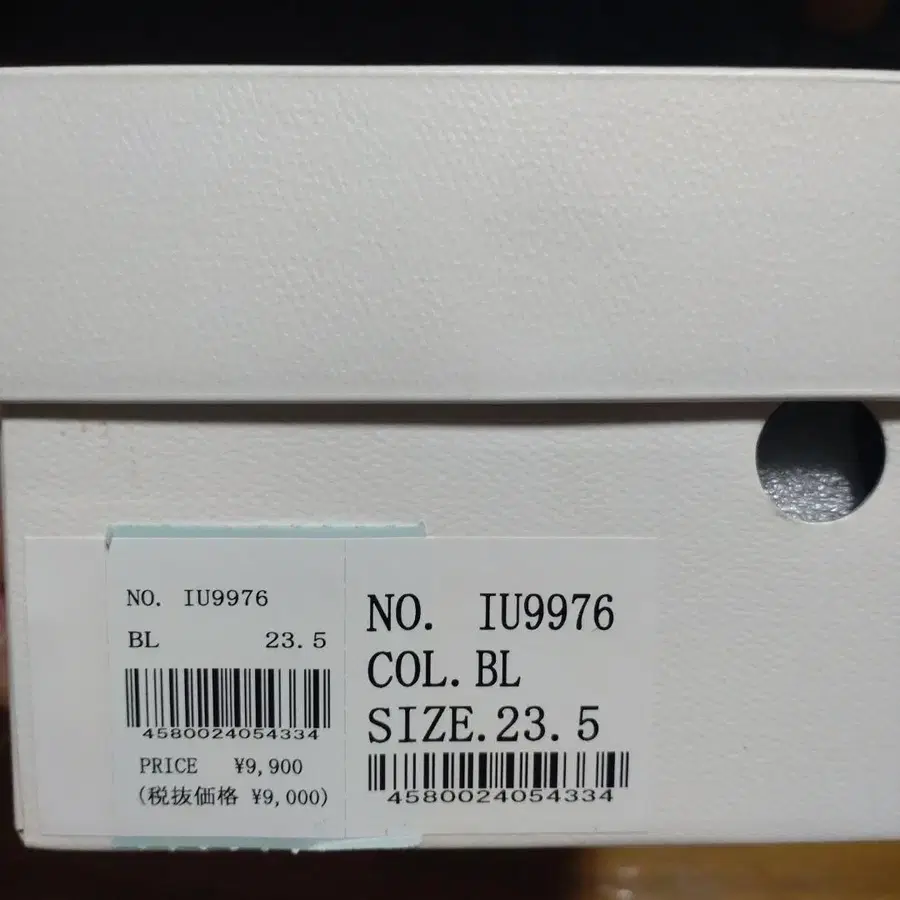 NO. IU9976
BL 23.5
4580024054334
PRICE ¥9,900
(税抜価格 ¥9,000)
NO. IU9976
COL. BL
SIZE. 23.5
4580024054334